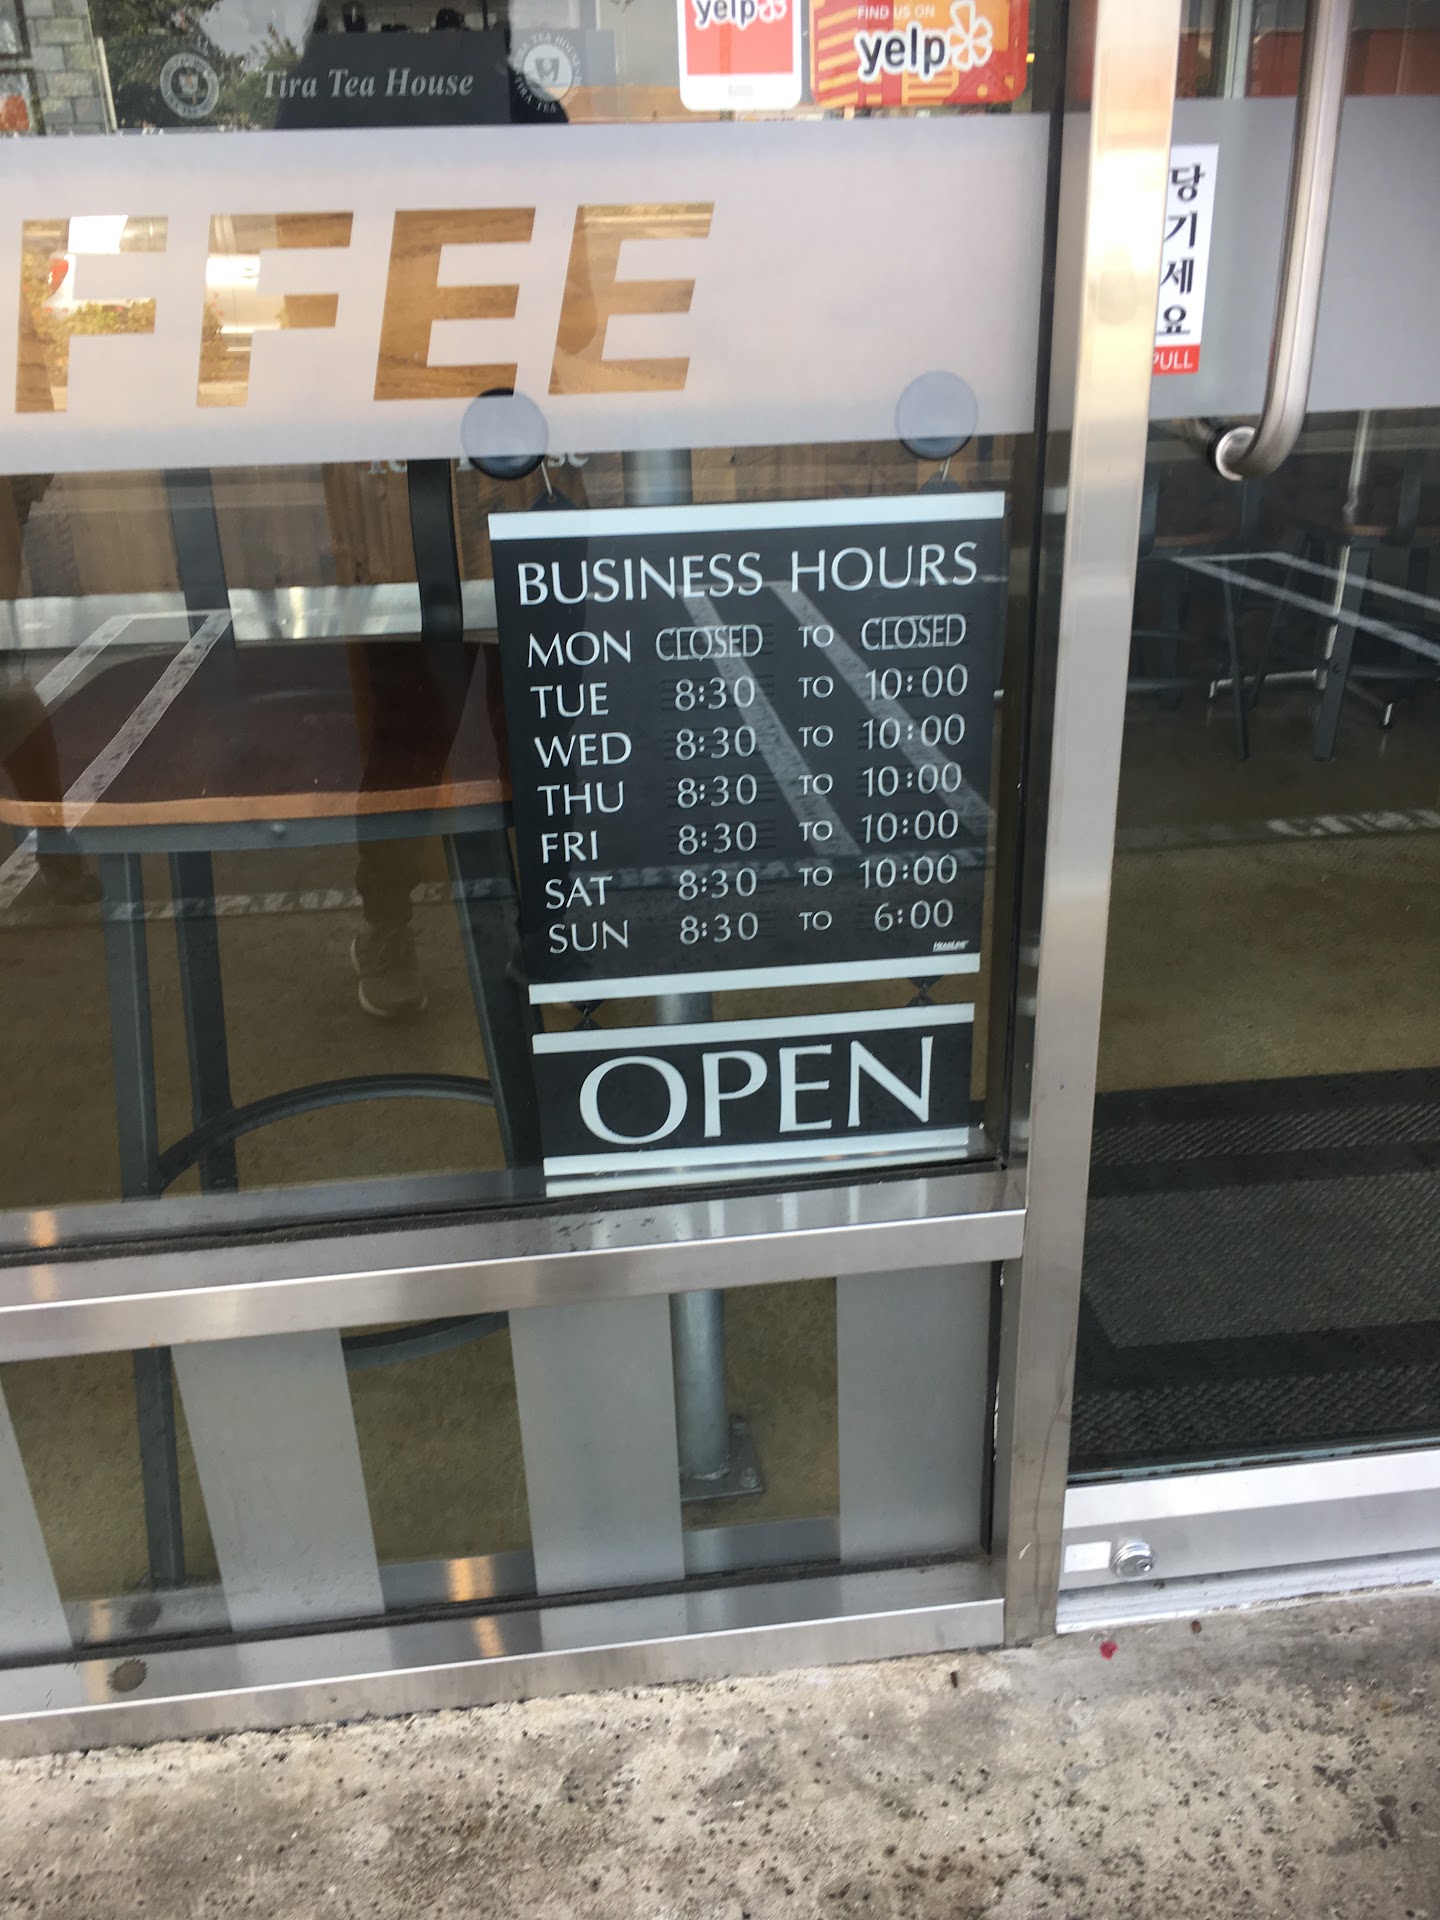 yelp
FIND US ON
yelp
Tira Tea House
FFEE
당기세요
PULL
BUSINESS HOURS
MON CLOSED TO CLOSED
TUE 8:30 TO 10:00
WED 8:30 TO 10:00
THU 8:30 TO 10:00
FRI 8:30 TO 10:00
SAT 8:30 TO 10:00
SUN 8:30 TO 6:00
OPEN